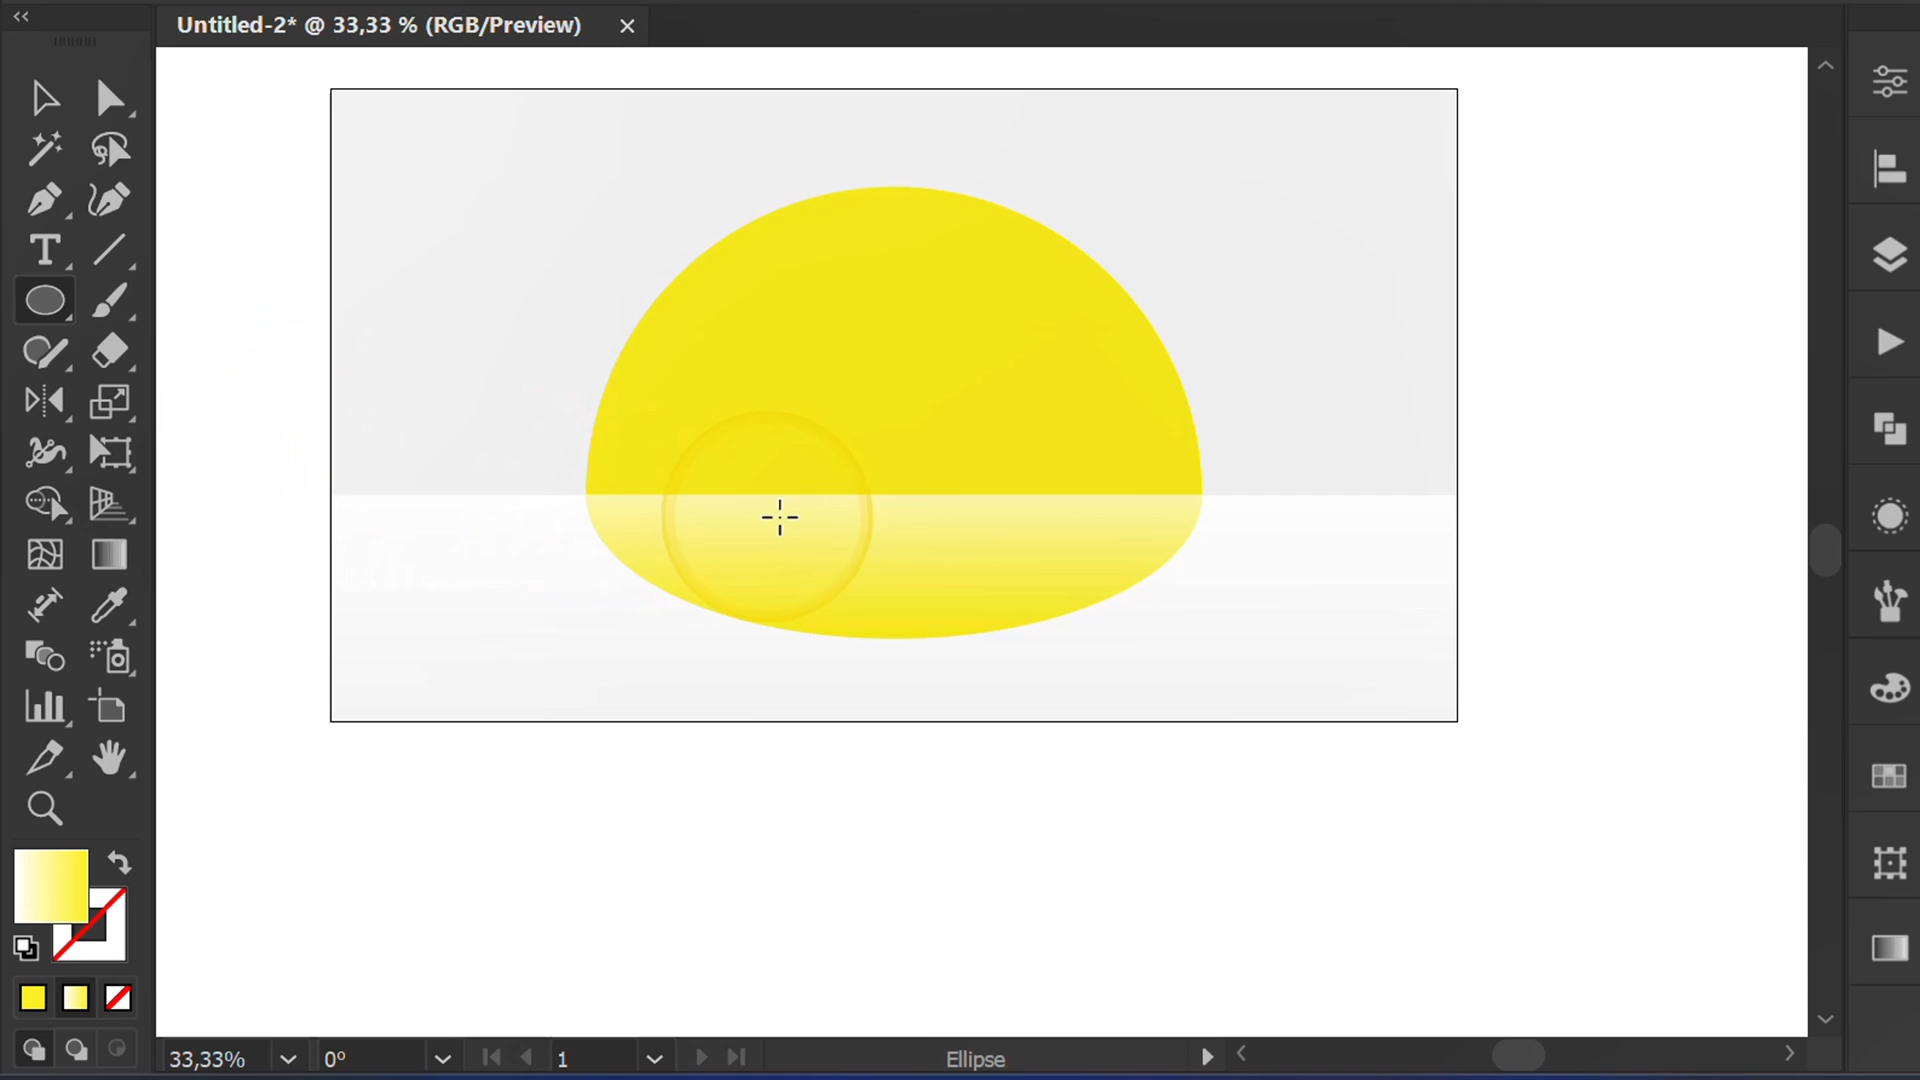 Untitled-2* @ 33,33 % (RGB/Preview)
33,33%
0º
1
Ellipse